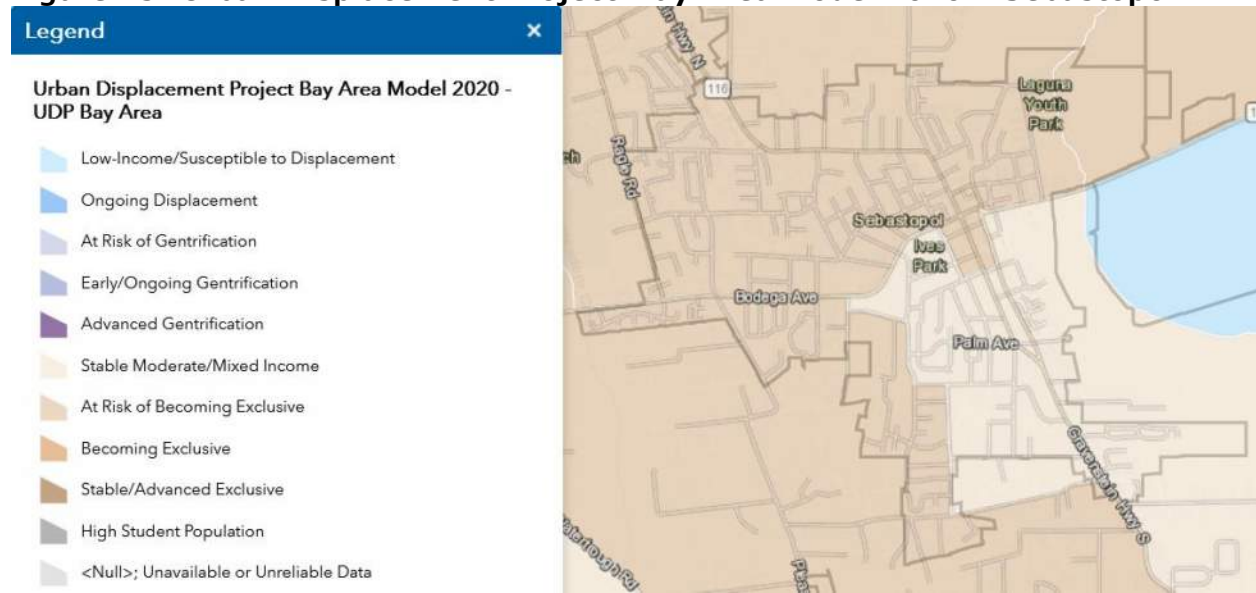 Legend
×
Urban Displacement Project Bay Area Model 2020 -
UDP Bay Area
Low-Income/Susceptible to Displacement
Ongoing Displacement
At Risk of Gentrification
Early/Ongoing Gentrification
Advanced Gentrification
Stable Moderate/Mixed Income
At Risk of Becoming Exclusive
Becoming Exclusive
Stable/Advanced Exclusive
High Student Population
<Null>; Unavailable or Unreliable Data
Hwy N
116
Laguna
Youth
Park
Ragle Rd
Sebastopol
Ives
Park
Bodega Ave
Palm Ave
Gravenstein Hwy S